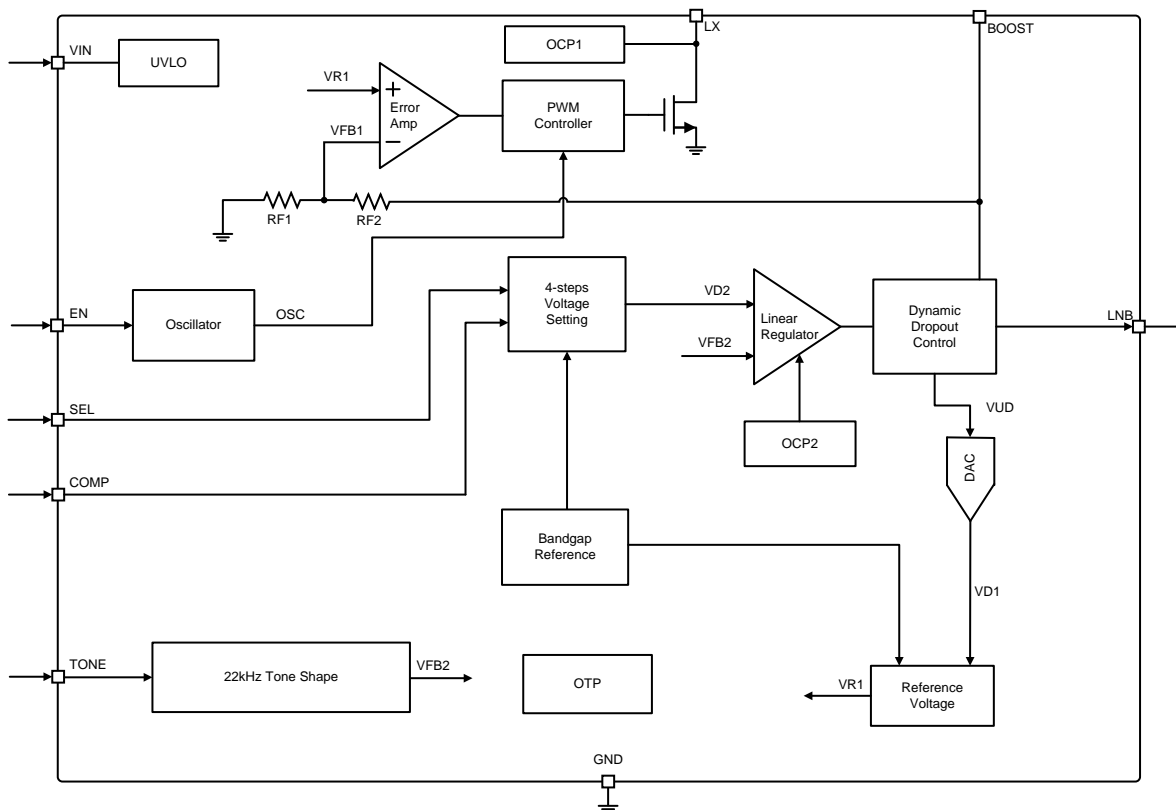 LX
BOOST
VIN
UVLO
OCP1
VR1
+
Error
Amp
PWM
Controller
VFB1
−
RF1
RF2
EN
Oscillator
OSC
4-steps
Voltage
Setting
VD2
Linear
Regulator
VFB2
Dynamic
Dropout
Control
LNB
SEL
OCP2
VUD
DAC
COMP
Bandgap
Reference
VD1
TONE
22kHz Tone Shape
VFB2
OTP
VR1
Reference
Voltage
GND